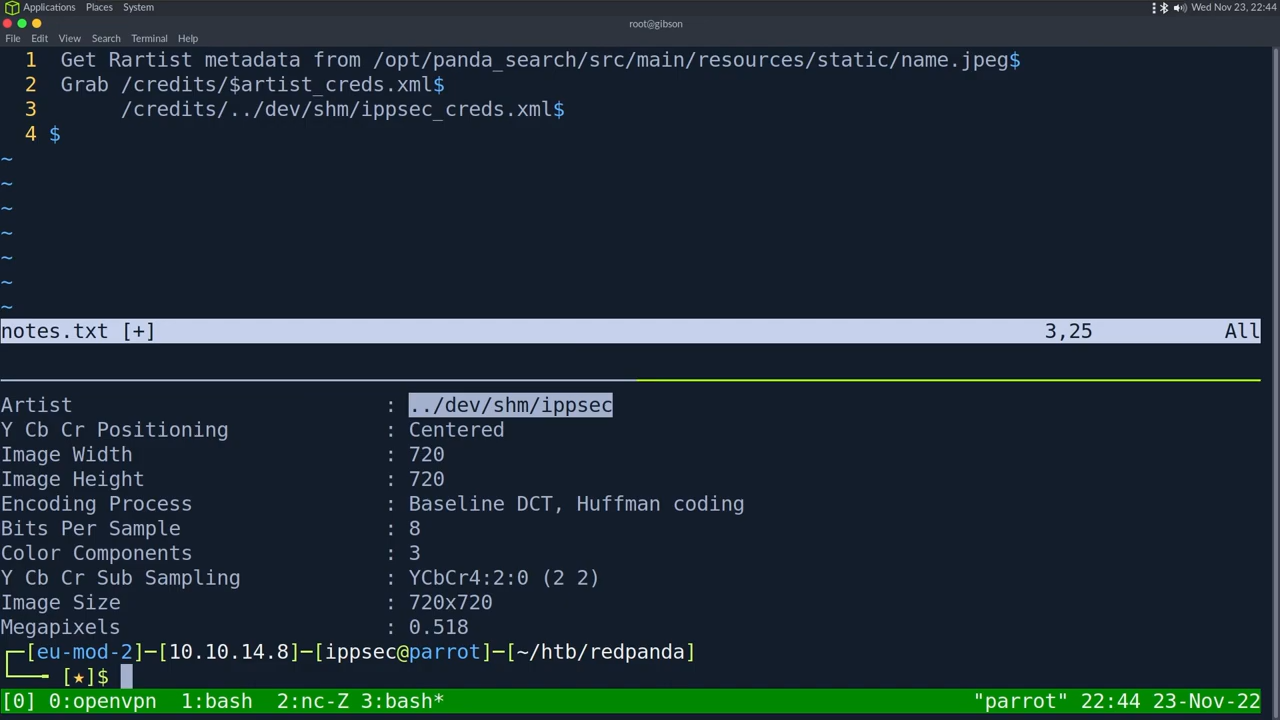 Applications Places System Wed Nov 23, 22:44
root@gibson
File Edit View Search Terminal Help
1 Get Rartist metadata from /opt/panda_search/src/main/resources/static/name.jpeg$
2 Grab /credits/$artist_creds.xml$
3 /credits/../dev/shm/ippsec_creds.xml$
4 $
~
~
~
~
~
~
~
notes.txt [+] 3,25 All
Artist : ../dev/shm/ippsec
Y Cb Cr Positioning : Centered
Image Width : 720
Image Height : 720
Encoding Process : Baseline DCT, Huffman coding
Bits Per Sample : 8
Color Components : 3
Y Cb Cr Sub Sampling : YCbCr4:2:0 (2 2)
Image Size : 720x720
Megapixels : 0.518
┌─[eu-mod-2]─[10.10.14.8]─[ippsec@parrot]─[~/htb/redpanda]
└──╼ [★]$
[0] 0:openvpn 1:bash 2:nc-Z 3:bash* "parrot" 22:44 23-Nov-22